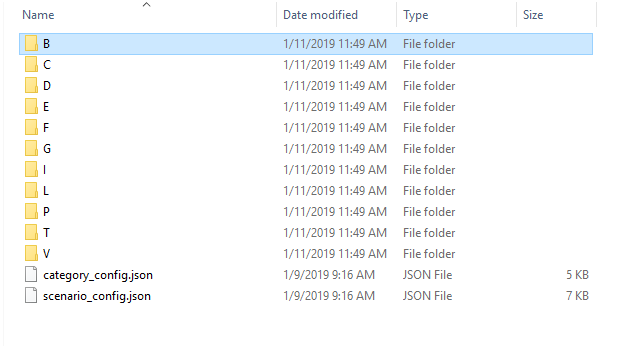 Name Date modified Type Size
B 1/11/2019 11:49 AM File folder
C 1/11/2019 11:49 AM File folder
D 1/11/2019 11:49 AM File folder
E 1/11/2019 11:49 AM File folder
F 1/11/2019 11:49 AM File folder
G 1/11/2019 11:49 AM File folder
I 1/11/2019 11:49 AM File folder
L 1/11/2019 11:49 AM File folder
P 1/11/2019 11:49 AM File folder
T 1/11/2019 11:49 AM File folder
V 1/11/2019 11:49 AM File folder
category_config.json 1/9/2019 9:16 AM JSON File 5 KB
scenario_config.json 1/9/2019 9:16 AM JSON File 7 KB